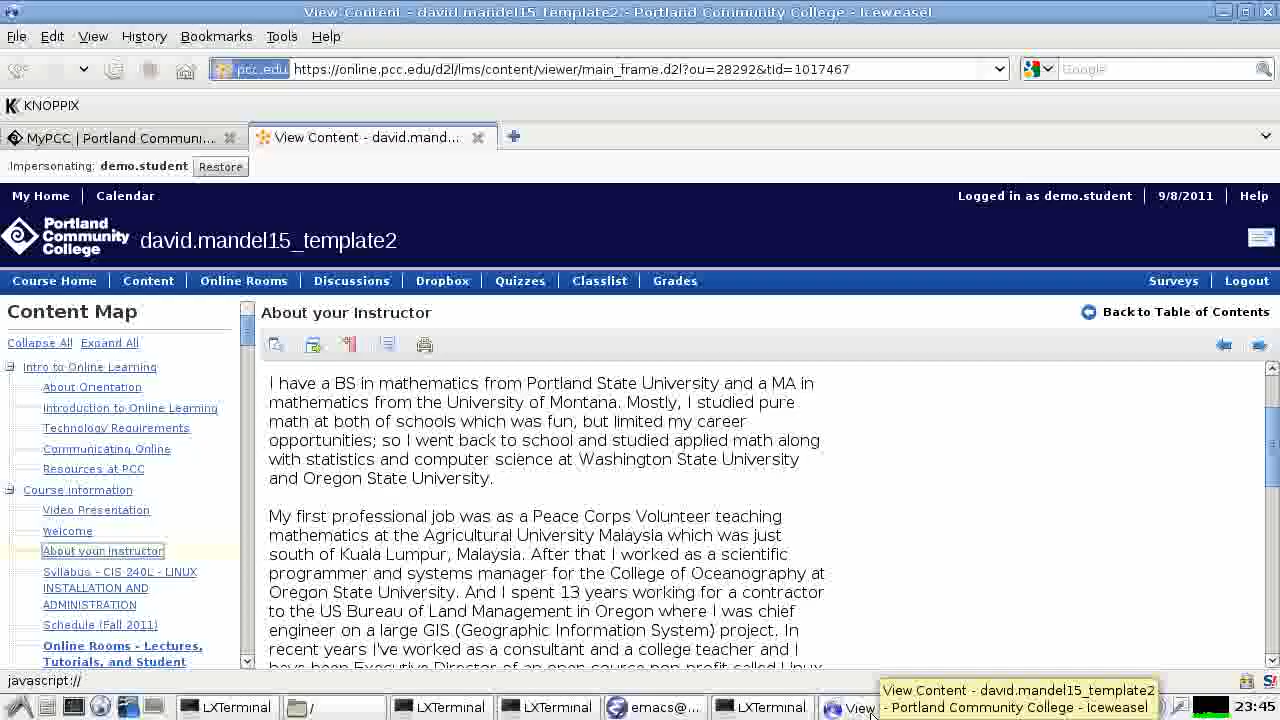 View Content - david.mandel15_template2 - Portland Community College - Iceweasel
File Edit View History Bookmarks Tools Help
pcc.edu https://online.pcc.edu/d2l/lms/content/viewer/main_frame.d2l?ou=28292&tId=1017467 Google
KNOPPIX
MyPCC | Portland Communi... View Content - david.mand...
Impersonating: demo.student Restore
My Home Calendar Logged in as demo.student 9/8/2011 Help
Portland Community College david.mandel15_template2
Course Home Content Online Rooms Discussions Dropbox Quizzes Classlist Grades Surveys Logout
Content Map
Collapse All Expand All
Intro to Online Learning
About Orientation
Introduction to Online Learning
Technology Requirements
Communicating Online
Resources at PCC
Course information
Video Presentation
Welcome
About your Instructor
Syllabus - CIS 240L - LINUX
INSTALLATION AND
ADMINISTRATION
Schedule (Fall 2011)
Online Rooms - Lectures,
Tutorials, and Student
About your Instructor Back to Table of Contents
I have a BS in mathematics from Portland State University and a MA in
mathematics from the University of Montana. Mostly, I studied pure
math at both of schools which was fun, but limited my career
opportunities; so I went back to school and studied applied math along
with statistics and computer science at Washington State University
and Oregon State University.
My first professional job was as a Peace Corps Volunteer teaching
mathematics at the Agricultural University Malaysia which was just
south of Kuala Lumpur, Malaysia. After that I worked as a scientific
programmer and systems manager for the College of Oceanography at
Oregon State University. And I spent 13 years working for a contractor
to the US Bureau of Land Management in Oregon where I was chief
engineer on a large GIS (Geographic Information System) project. In
recent years I've worked as a consultant and a college teacher and I
have been Executive Director of an open source non-profit called Linux
javascript://
View Content - david.mandel15_template2
- Portland Community College - Iceweasel
LXTerminal / LXTerminal LXTerminal emacs@... LXTerminal View 23:45